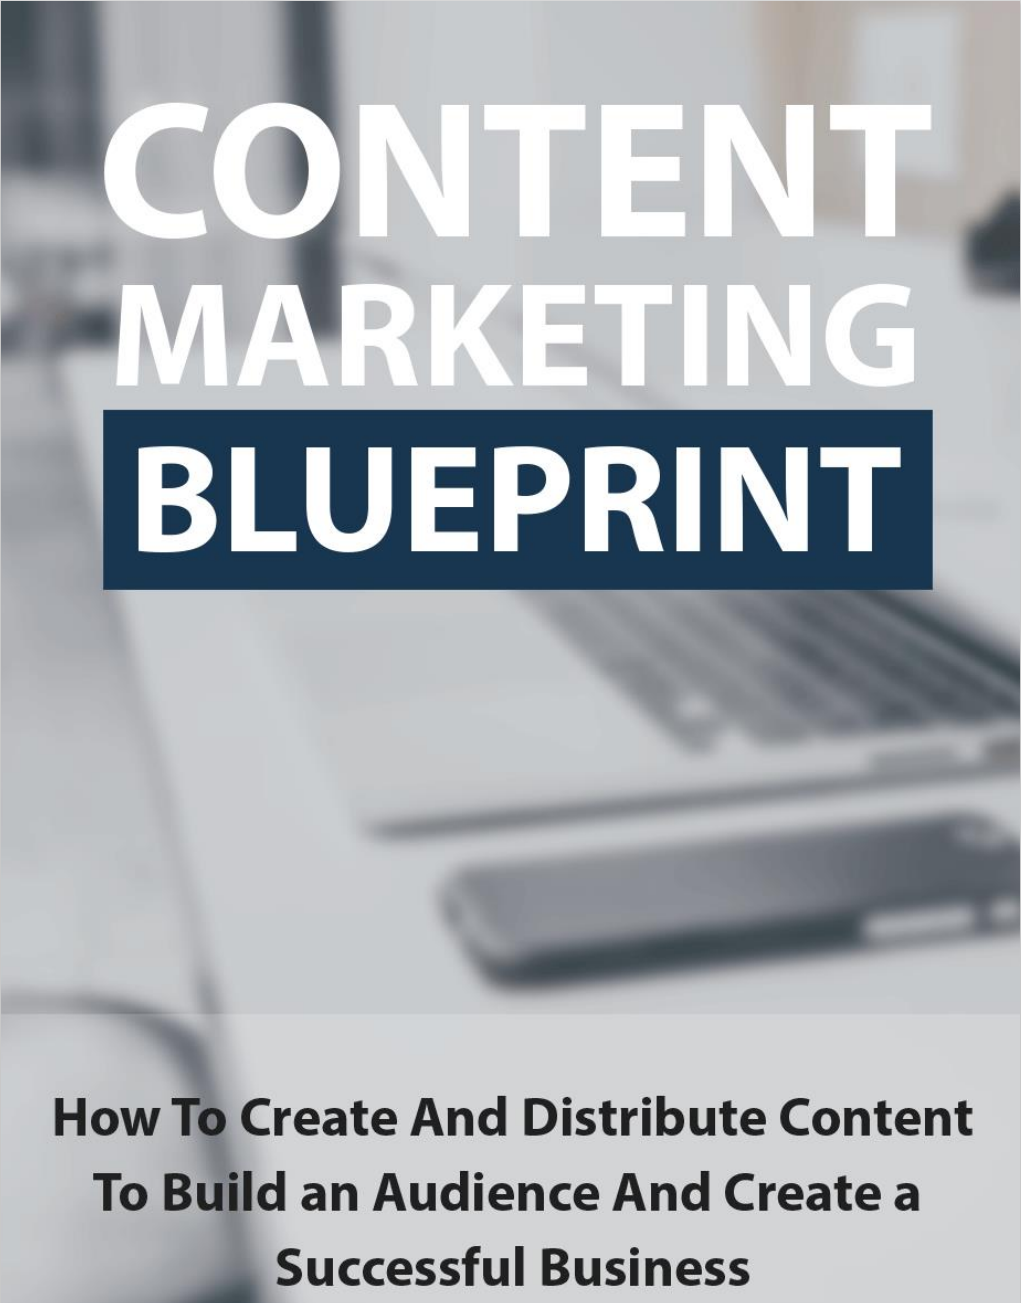 CONTENT
MARKETING
BLUEPRINT
How To Create And Distribute Content
To Build an Audience And Create a
Successful Business